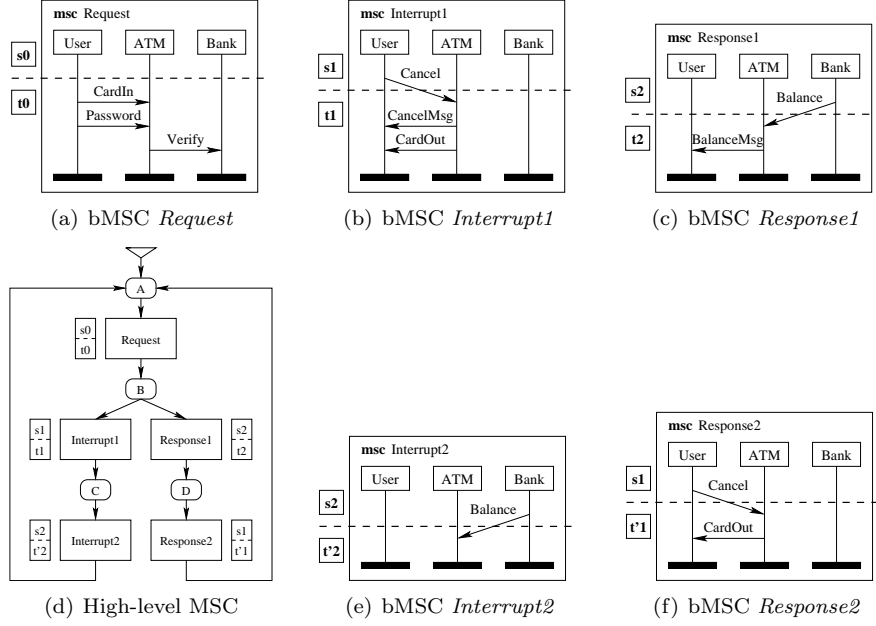 msc Request
User ATM Bank
s0
t0
CardIn
Password
Verify
(a) bMSC Request
msc Interrupt1
User ATM Bank
s1
t1
Cancel
CancelMsg
CardOut
(b) bMSC Interrupt1
msc Response1
User ATM Bank
s2
t2
Balance
BalanceMsg
(c) bMSC Response1
A
s0
t0
Request
B
s1
t1
Interrupt1
Response1
s2
t2
C
D
s2
t'2
Interrupt2
Response2
s1
t'1
(d) High-level MSC
msc Interrupt2
User ATM Bank
s2
t'2
Balance
(e) bMSC Interrupt2
msc Response2
User ATM Bank
s1
t'1
Cancel
CardOut
(f) bMSC Response2